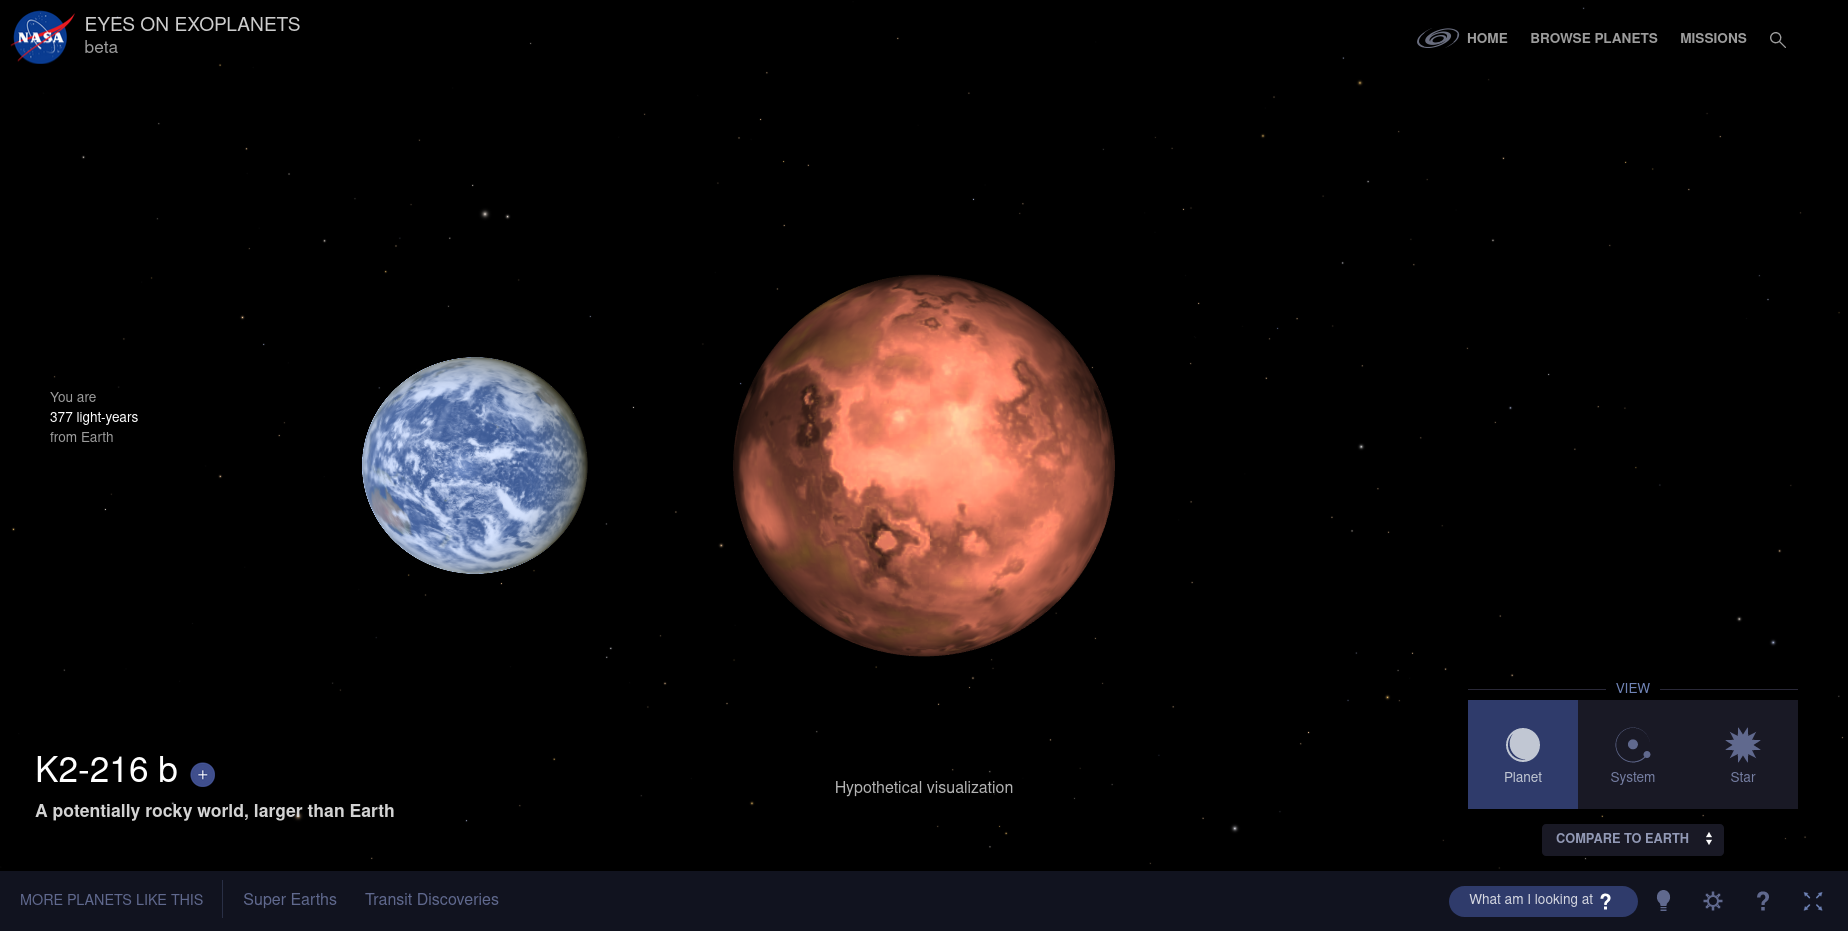 NASA
EYES ON EXOPLANETS
beta
HOME
BROWSE PLANETS
MISSIONS
You are
377 light-years
from Earth
K2-216 b +
A potentially rocky world, larger than Earth
Hypothetical visualization
VIEW
Planet
System
Star
COMPARE TO EARTH
MORE PLANETS LIKE THIS
Super Earths
Transit Discoveries
What am I looking at ?
?